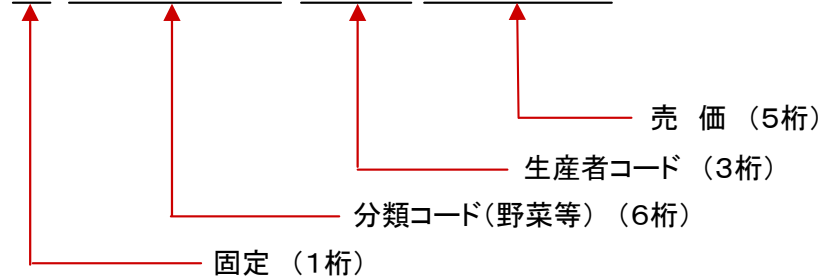 売 価 （5桁）
生産者コード （3桁）
分類コード（野菜等） （6桁）
固定 （1桁）